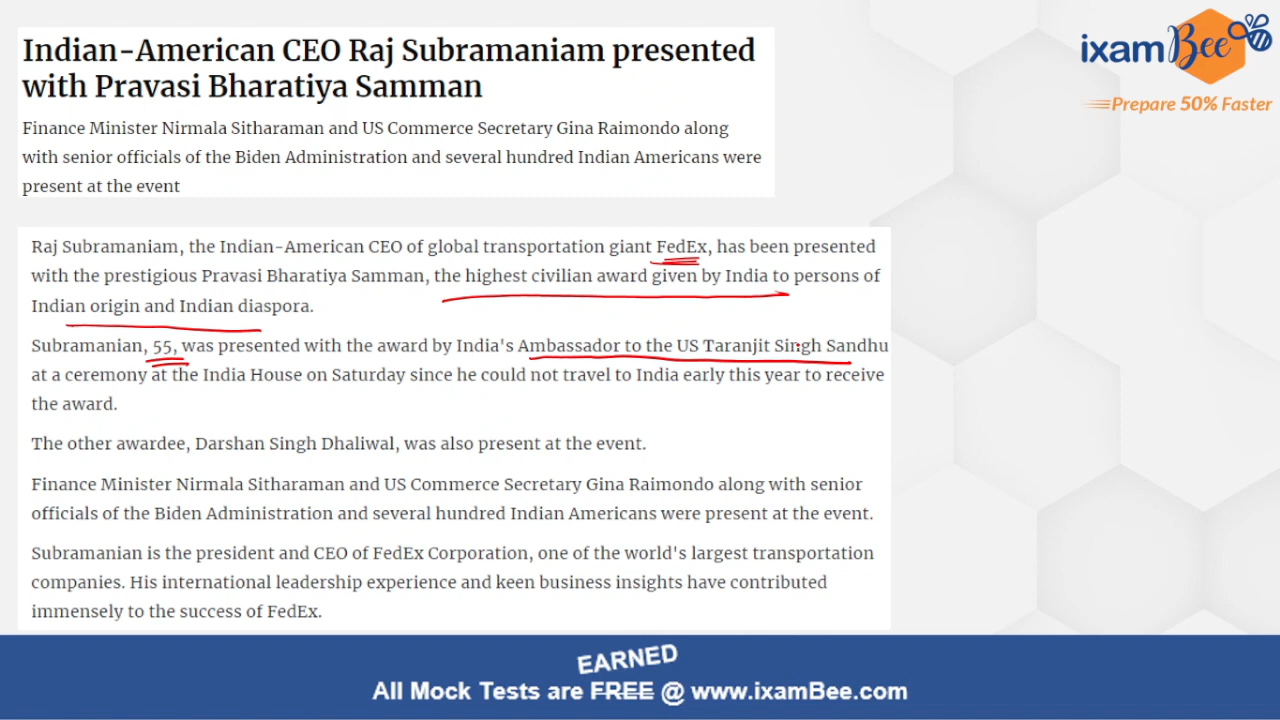 Indian-American CEO Raj Subramaniam presented
with Pravasi Bharatiya Samman
Finance Minister Nirmala Sitharaman and US Commerce Secretary Gina Raimondo along
with senior officials of the Biden Administration and several hundred Indian Americans were
present at the event
ixamBee
Prepare 50% Faster
Raj Subramaniam, the Indian-American CEO of global transportation giant FedEx, has been presented
with the prestigious Pravasi Bharatiya Samman, the highest civilian award given by India to persons of
Indian origin and Indian diaspora.
Subramanian, 55, was presented with the award by India's Ambassador to the US Taranjit Singh Sandhu
at a ceremony at the India House on Saturday since he could not travel to India early this year to receive
the award.
The other awardee, Darshan Singh Dhaliwal, was also present at the event.
Finance Minister Nirmala Sitharaman and US Commerce Secretary Gina Raimondo along with senior
officials of the Biden Administration and several hundred Indian Americans were present at the event.
Subramanian is the president and CEO of FedEx Corporation, one of the world's largest transportation
companies. His international leadership experience and keen business insights have contributed
immensely to the success of FedEx.
EARNED
All Mock Tests are FREE @ www.ixamBee.com